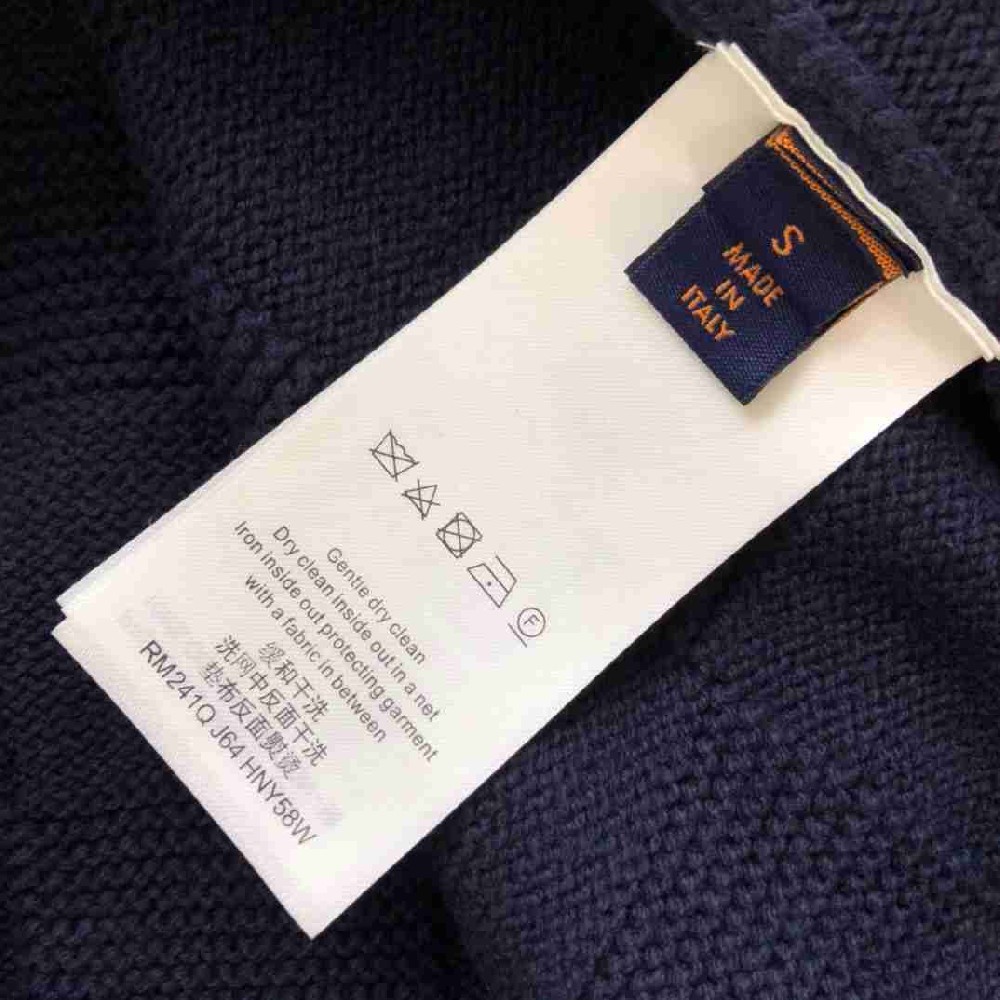 S
MADE
IN
ITALY
F
Gentle dry clean
Dry clean inside out in a net
Iron inside out protecting garment
with a fabric in between
缓和干洗
洗网中反面干洗
垫布反面熨烫
RM241Q J64 HNY58W